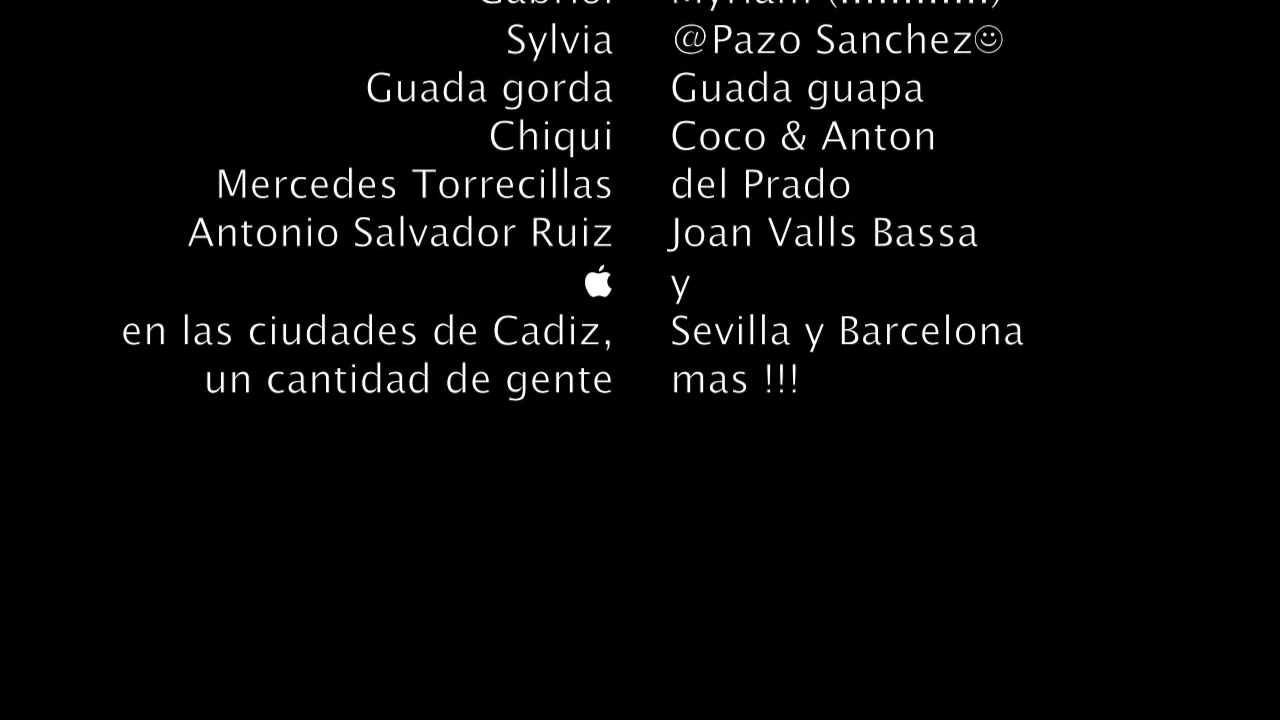 Sylvia @Pazo Sanchez☺
Guada gorda Guada guapa
Chiqui Coco & Anton
Mercedes Torrecillas del Prado
Antonio Salvador Ruiz Joan Valls Bassa
y
en las ciudades de Cadiz, Sevilla y Barcelona
un cantidad de gente mas !!!